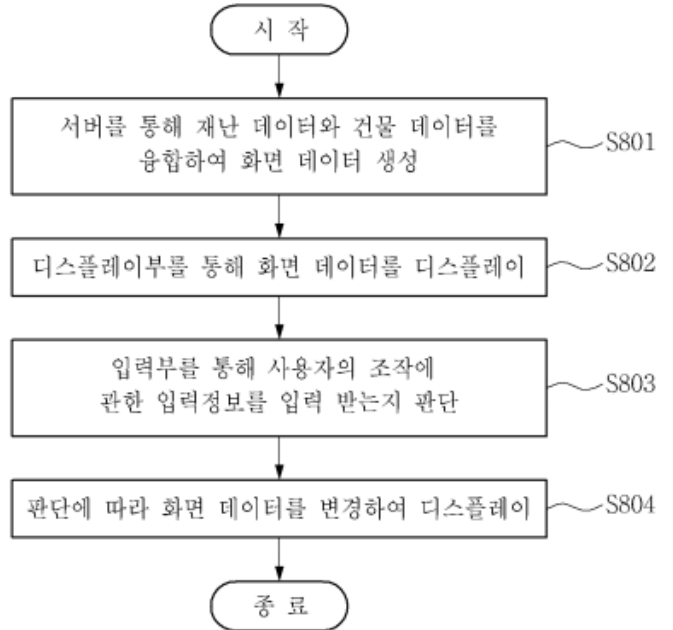 시 작
서버를 통해 재난 데이터와 건물 데이터를
융합하여 화면 데이터 생성
S801
디스플레이부를 통해 화면 데이터를 디스플레이
S802
입력부를 통해 사용자의 조작에
관한 입력정보를 입력 받는지 판단
S803
판단에 따라 화면 데이터를 변경하여 디스플레이
S804
종 료